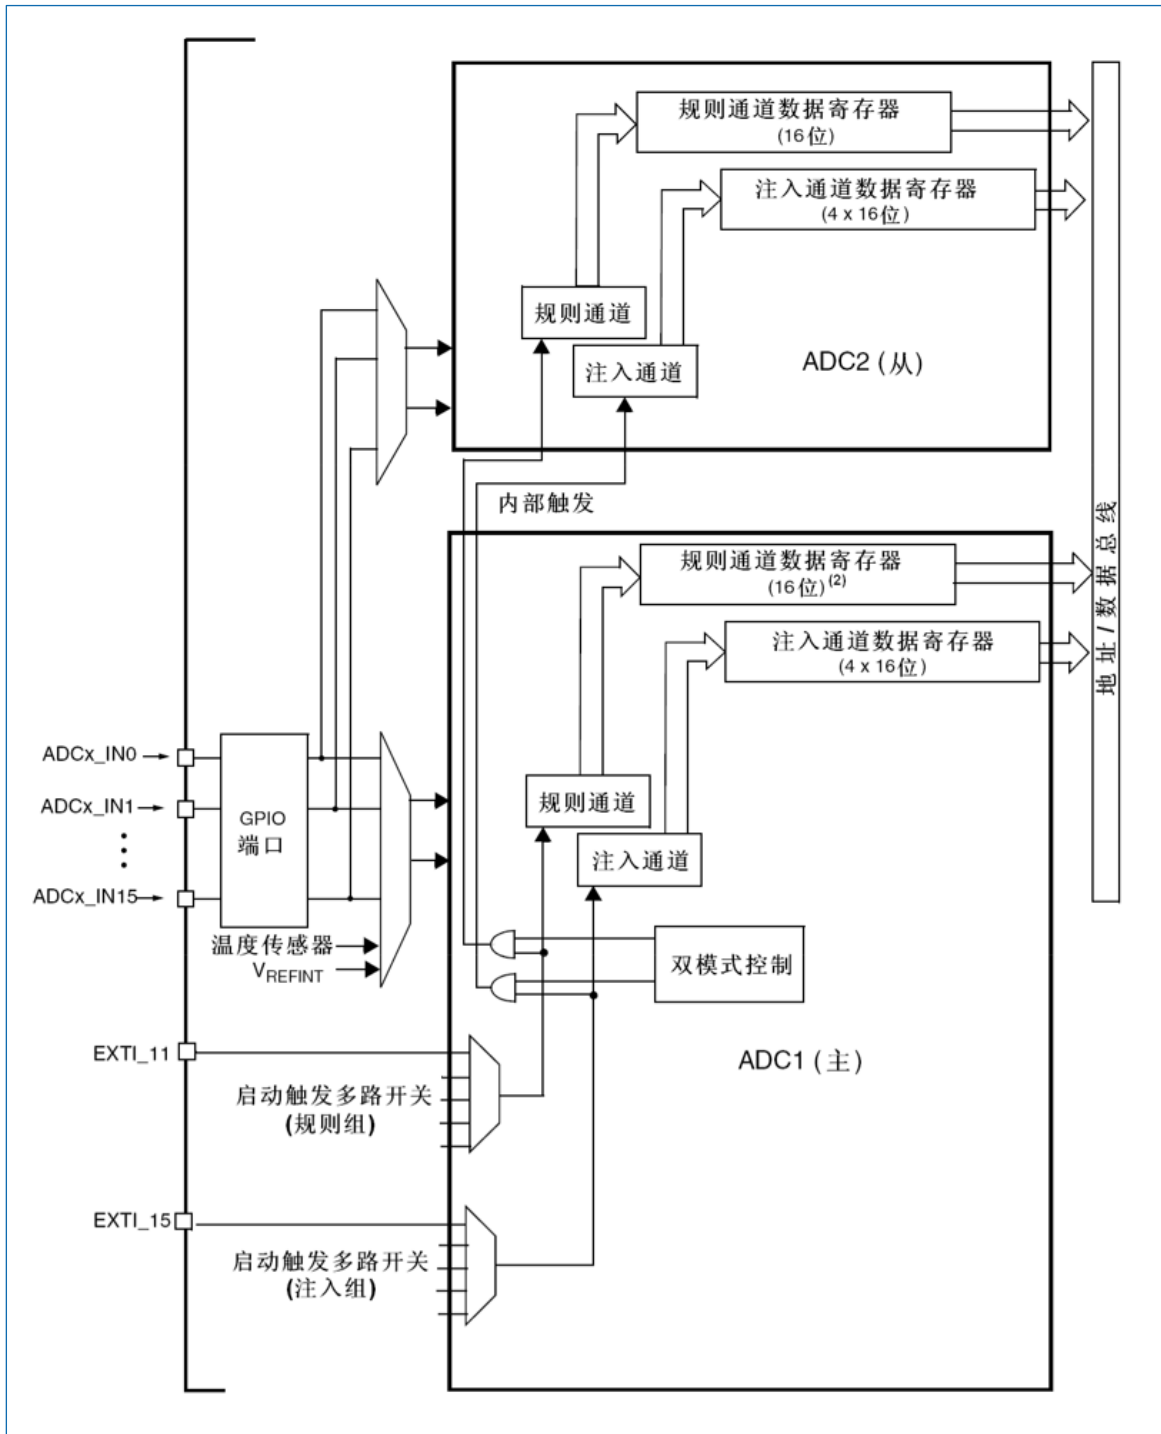 规则通道数据寄存器
(16位)
注入通道数据寄存器
(4 x 16位)
规则通道
注入通道
ADC2 (从)
内部触发
地址 / 数据总线
规则通道数据寄存器
(16位)(2)
注入通道数据寄存器
(4 x 16位)
ADCx_IN0
ADCx_IN1
ADCx_IN15
GPIO
端口
规则通道
注入通道
温度传感器
VREFINT
双模式控制
EXTI_11
ADC1 (主)
启动触发多路开关
(规则组)
EXTI_15
启动触发多路开关
(注入组)